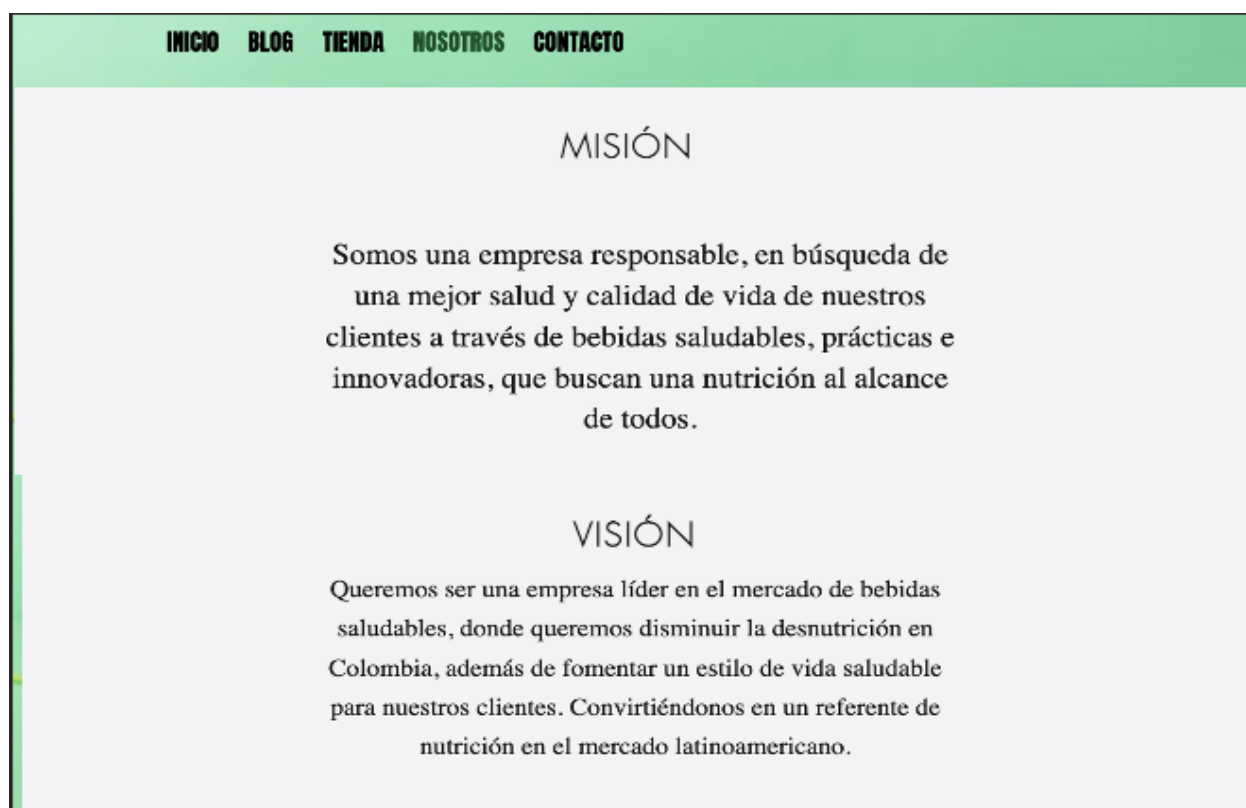 INICIO BLOG TIENDA NOSOTROS CONTACTO
MISIÓN
Somos una empresa responsable, en búsqueda de
una mejor salud y calidad de vida de nuestros
clientes a través de bebidas saludables, prácticas e
innovadoras, que buscan una nutrición al alcance
de todos.
VISIÓN
Queremos ser una empresa líder en el mercado de bebidas
saludables, donde queremos disminuir la desnutrición en
Colombia, además de fomentar un estilo de vida saludable
para nuestros clientes. Convirtiéndonos en un referente de
nutrición en el mercado latinoamericano.